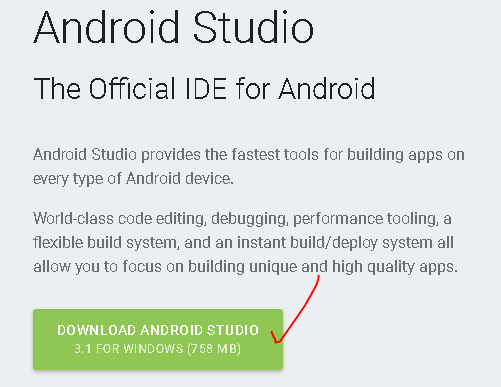 Android Studio
The Official IDE for Android
Android Studio provides the fastest tools for building apps on
every type of Android device.
World-class code editing, debugging, performance tooling, a
flexible build system, and an instant build/deploy system all
allow you to focus on building unique and high quality apps.
DOWNLOAD ANDROID STUDIO
3.1 FOR WINDOWS (758 MB)